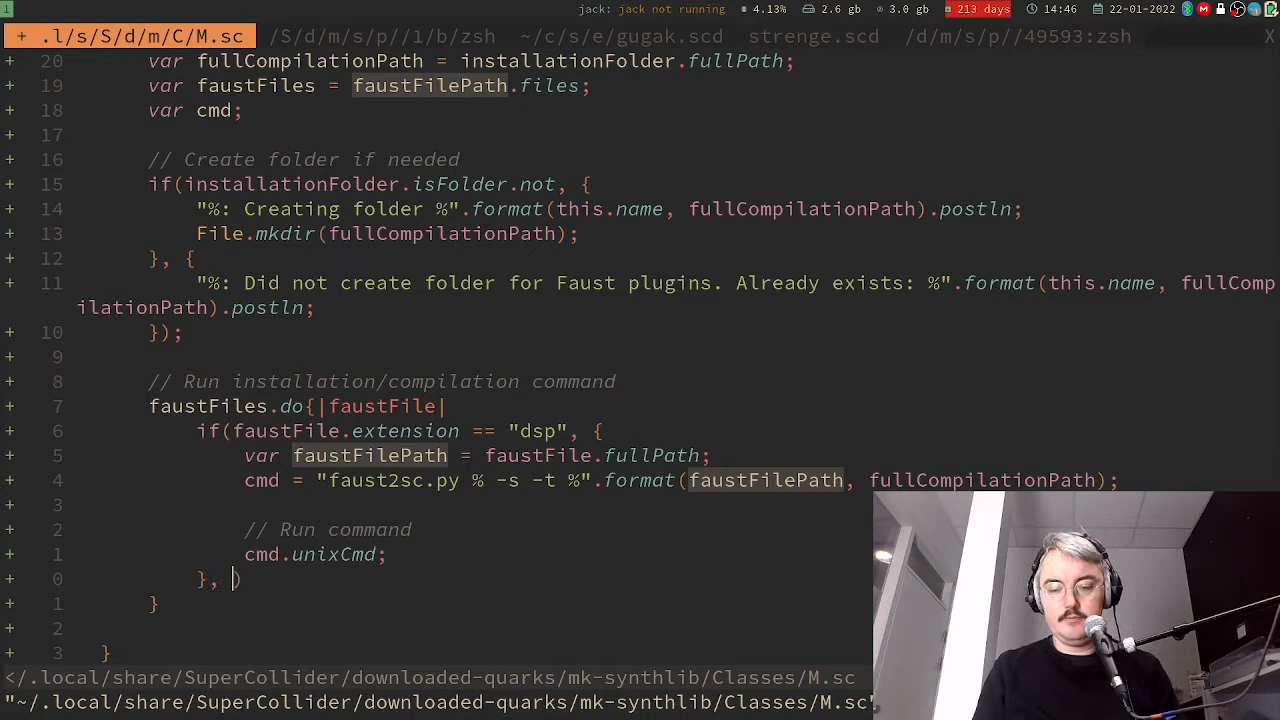 1 jack: jack not running 4.13% 2.6 gb 3.0 gb 213 days 14:46 22-01-2022
+ .l/s/S/d/m/C/M.sc /S/d/m/s/p//1/b/zsh ~/c/s/e/gugak.scd strenge.scd /d/m/s/p//49593:zsh X
+ 20 var fullCompilationPath = installationFolder.fullPath;
+ 19 var faustFiles = faustFilePath.files;
+ 18 var cmd;
+ 17
+ 16 // Create folder if needed
+ 15 if(installationFolder.isFolder.not, {
+ 14 "%: Creating folder %".format(this.name, fullCompilationPath).postln;
+ 13 File.mkdir(fullCompilationPath);
+ 12 }, {
+ 11 "%: Did not create folder for Faust plugins. Already exists: %".format(this.name, fullComp
ilationPath).postln;
+ 10 });
+ 9
+ 8 // Run installation/compilation command
+ 7 faustFiles.do{|faustFile|
+ 6 if(faustFile.extension == "dsp", {
+ 5 var faustFilePath = faustFile.fullPath;
+ 4 cmd = "faust2sc.py % -s -t %".format(faustFilePath, fullCompilationPath);
+ 3
+ 2 // Run command
+ 1 cmd.unixCmd;
+ 0 }, )
+ 1 }
+ 2
+ 3 }
</.local/share/SuperCollider/downloaded-quarks/mk-synthlib/Classes/M.sc
"~/.local/share/SuperCollider/downloaded-quarks/mk-synthlib/Classes/M.sc"